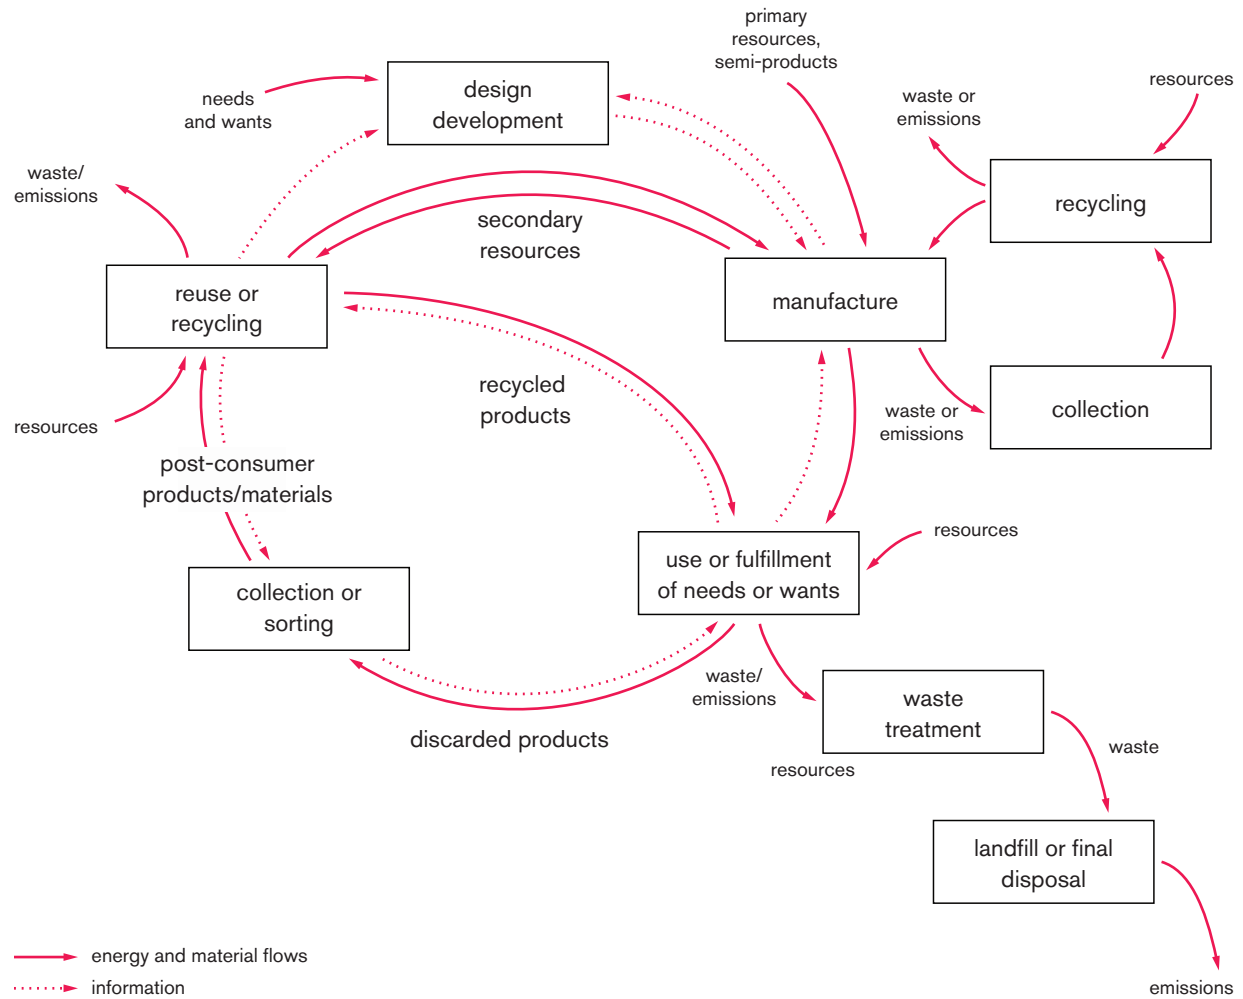 primary
resources,
semi-products
needs
and wants
design
development
waste or
emissions
resources
waste/
emissions
recycling
secondary
resources
reuse or
recycling
manufacture
recycled
products
resources
waste or
emissions
collection
post-consumer
products/materials
collection or
sorting
use or fulfillment
of needs or wants
resources
waste/
emissions
discarded products
waste
treatment
resources
waste
landfill or final
disposal
energy and material flows
information
emissions